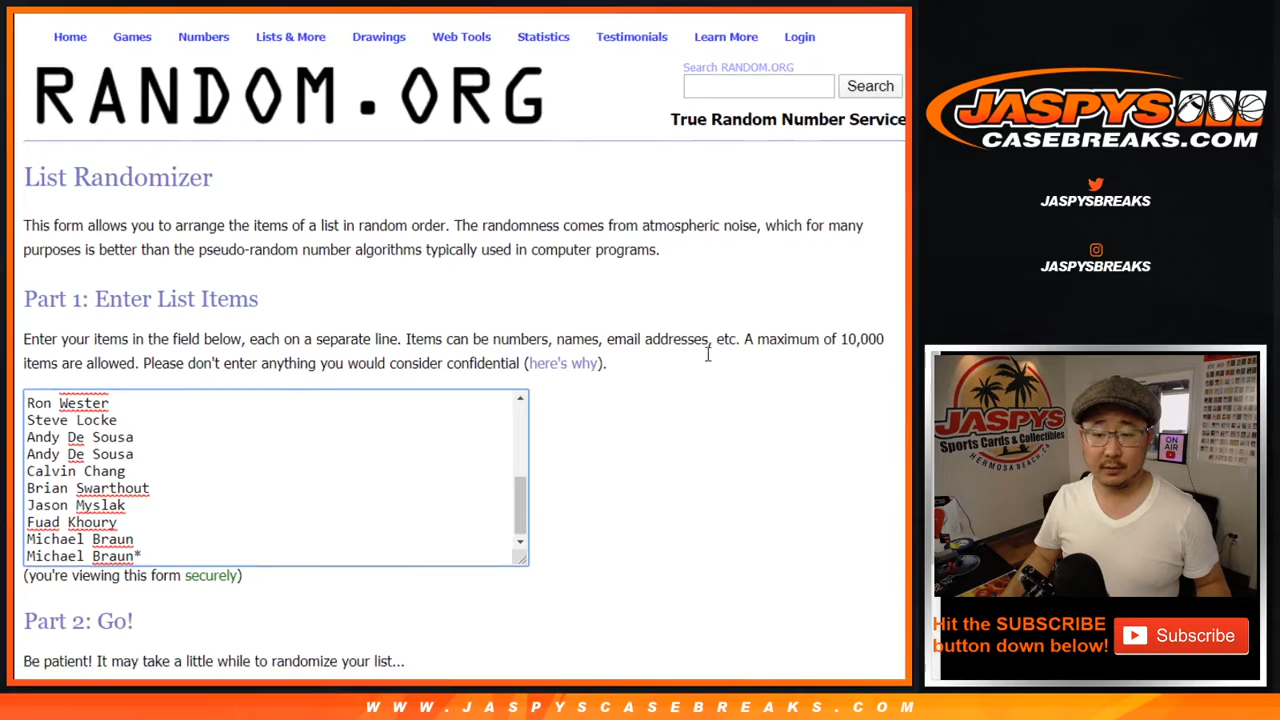 Home Games Numbers Lists & More Drawings Web Tools Statistics Testimonials Learn More Login
RANDOM.ORG
Search RANDOM.ORG
Search
True Random Number Service
List Randomizer
This form allows you to arrange the items of a list in random order. The randomness comes from atmospheric noise, which for many
purposes is better than the pseudo-random number algorithms typically used in computer programs.
Part 1: Enter List Items
Enter your items in the field below, each on a separate line. Items can be numbers, names, email addresses, etc. A maximum of 10,000
items are allowed. Please don't enter anything you would consider confidential (here's why).
Ron Wester
Steve Locke
Andy De Sousa
Andy De Sousa
Calvin Chang
Brian Swarthout
Jason Myslak
Fuad Khoury
Michael Braun
Michael Braun*
(you're viewing this form securely)
Part 2: Go!
Be patient! It may take a little while to randomize your list...
JASPYS
CASEBREAKS.COM
JASPYSBREAKS
JASPYSBREAKS
JASPYS
Sports Cards & Collectibles
HERMOSA BEACH, CA
ON
AIR
Hit the SUBSCRIBE
button down below!
Subscribe
WWW.JASPYSCASEBREAKS.COM